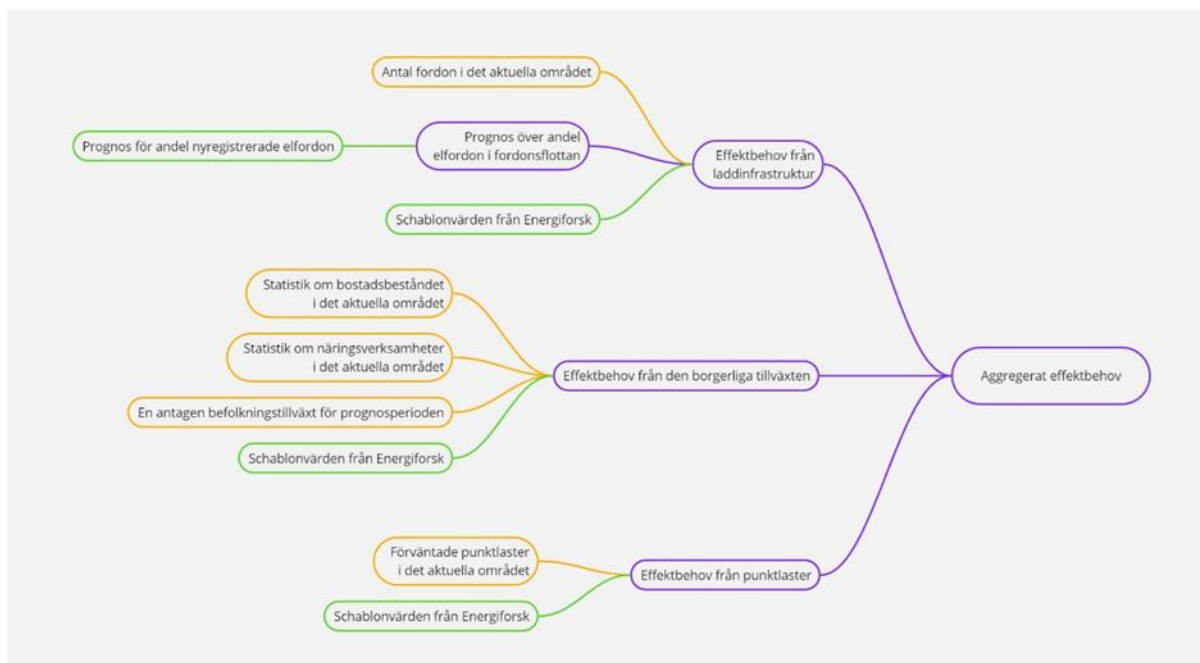 Antal fordon i det aktuella området
Prognos för andel nyregistrerade elfordon
Prognos över andel
elfordon i fordonsflottan
Effektbehov från
laddinfrastruktur
Schablonvärden från Energiforsk
Statistik om bostadsbeståndet
i det aktuella området
Statistik om näringsverksamheter
i det aktuella området
Effektbehov från den borgerliga tillväxten
Aggregerat effektbehov
En antagen befolkningstillväxt för prognosperioden
Schablonvärden från Energiforsk
Förväntade punktlaster
i det aktuella området
Effektbehov från punktlaster
Schablonvärden från Energiforsk